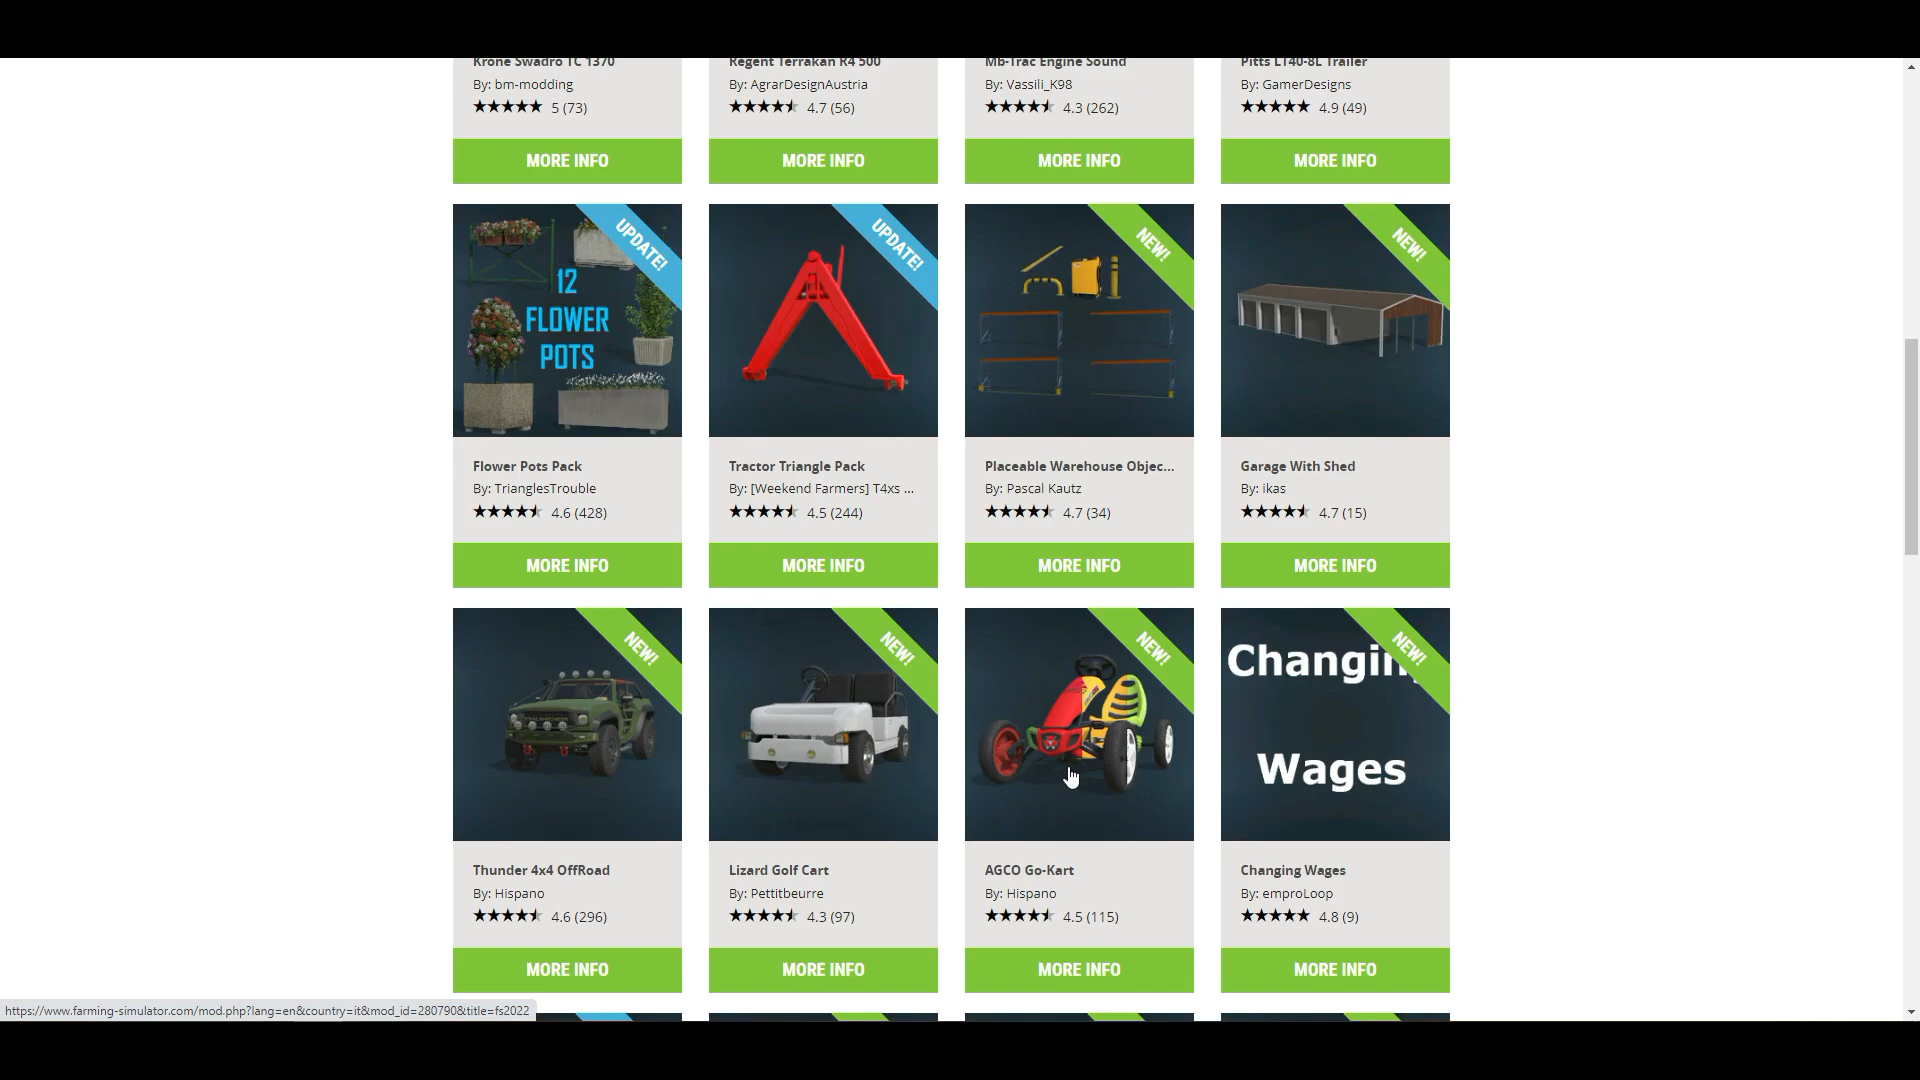 Krone Swadro TC 1370
By: bm-modding
★★★★★ 5 (73)
MORE INFO
Regent Terrakan R4 500
By: AgrarDesignAustria
4.7 (56)
MORE INFO
Mb-Trac Engine Sound
By: Vassili_K98
4.3 (262)
MORE INFO
Pitts LT40-8L Trailer
By: GamerDesigns
4.9 (49)
MORE INFO
UPDATE!
12
FLOWER
POTS
Flower Pots Pack
By: TrianglesTrouble
4.6 (428)
MORE INFO
UPDATE!
Tractor Triangle Pack
By: [Weekend Farmers] T4xs ...
4.5 (244)
MORE INFO
NEW!
Placeable Warehouse Objec...
By: Pascal Kautz
4.7 (34)
MORE INFO
NEW!
Garage With Shed
By: ikas
4.7 (15)
MORE INFO
NEW!
Thunder 4x4 OffRoad
By: Hispano
4.6 (296)
MORE INFO
NEW!
Lizard Golf Cart
By: Pettitbeurre
4.3 (97)
MORE INFO
NEW!
AGCO Go-Kart
By: Hispano
4.5 (115)
MORE INFO
NEW!
Changin
Wages
Changing Wages
By: emproLoop
4.8 (9)
MORE INFO
https://www.farming-simulator.com/mod.php?lang=en&country=it&mod_id=280790&title=fs2022